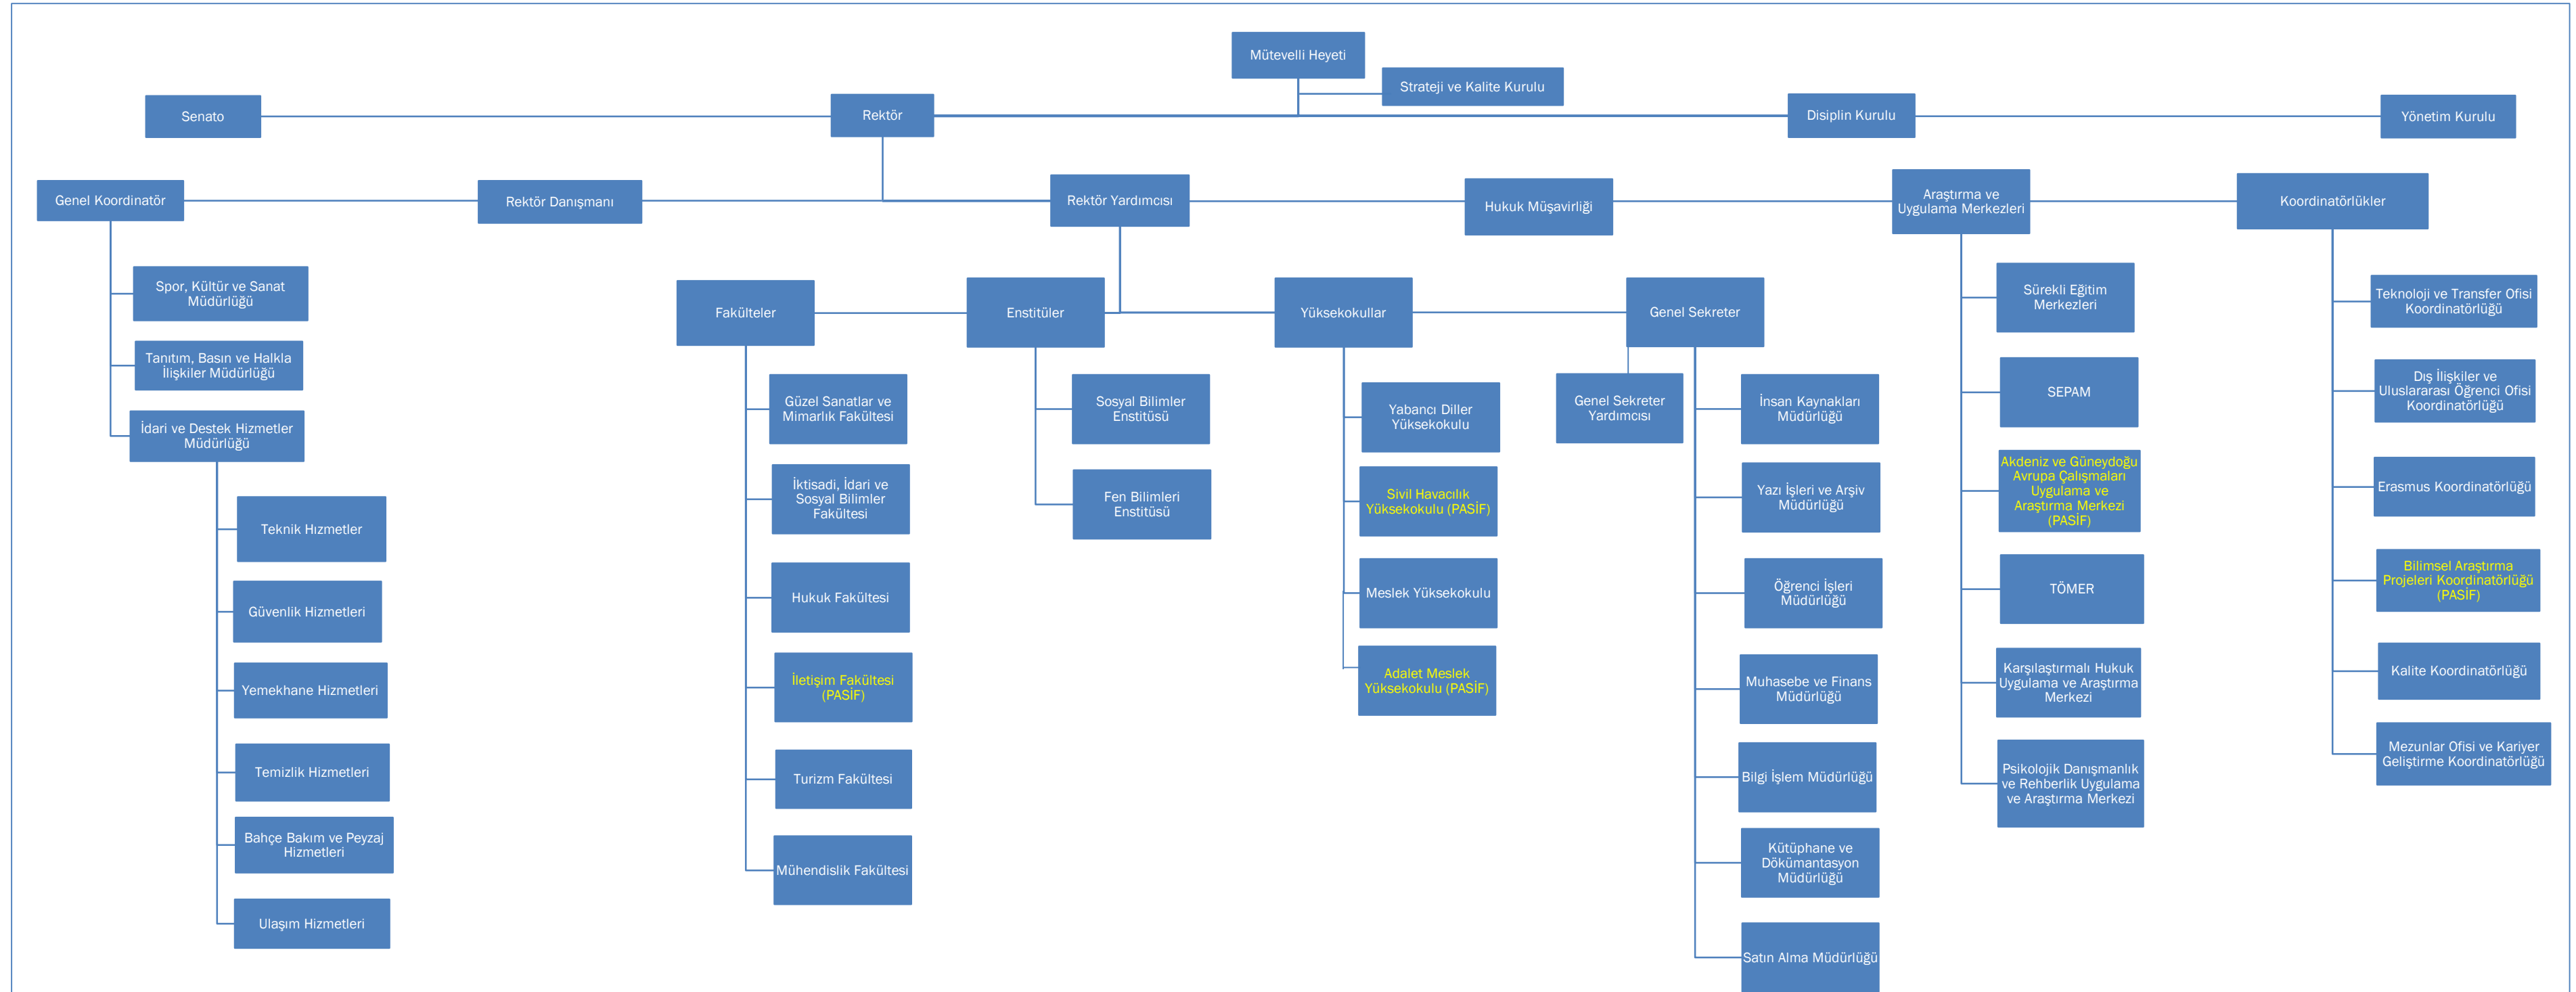 Mütevelli Heyeti
Strateji ve Kalite Kurulu
Senato
Rektör
Disiplin Kurulu
Yönetim Kurulu
Genel Koordinatör
Rektör Danışmanı
Rektör Yardımcısı
Hukuk Müşavirliği
Araştırma ve
Uygulama Merkezleri
Koordinatörlükler
Spor, Kültür ve Sanat
Müdürlüğü
Tanıtım, Basın ve Halkla
İlişkiler Müdürlüğü
İdari ve Destek Hizmetler
Müdürlüğü
Teknik Hızmetler
Güvenlik Hizmetleri
Yemekhane Hizmetleri
Temizlik Hizmetleri
Bahçe Bakım ve Peyzaj
Hizmetleri
Ulaşım Hizmetleri
Fakülteler
Güzel Sanatlar ve
Mimarlık Fakültesi
İktisadi, İdari ve
Sosyal Bilimler
Fakültesi
Hukuk Fakültesi
İletişim Fakültesi
(PASİF)
Turizm Fakültesi
Mühendislik Fakültesi
Enstitüler
Sosyal Bilimler
Enstitüsü
Fen Bilimleri
Enstitüsü
Yüksekokullar
Yabancı Diller
Yüksekokulu
Sivil Havacılık
Yüksekokulu (PASİF)
Meslek Yüksekokulu
Adalet Meslek
Yüksekokulu (PASİF)
Genel Sekreter
Genel Sekreter
Yardımcısı
İnsan Kaynakları
Müdürlüğü
Yazı İşleri ve Arşiv
Müdürlüğü
Öğrenci İşleri
Müdürlüğü
Muhasebe ve Finans
Müdürlüğü
Bilgi İşlem Müdürlüğü
Kütüphane ve
Dökümantasyon
Müdürlüğü
Satın Alma Müdürlüğü
Sürekli Eğitim
Merkezleri
SEPAM
Akdeniz ve Güneydoğu
Avrupa Çalışmaları
Uygulama ve
Araştırma Merkezi
(PASİF)
TÖMER
Karşılaştırmalı Hukuk
Uygulama ve Araştırma
Merkezi
Psikolojik Danışmanlık
ve Rehberlik Uygulama
ve Araştırma Merkezi
Teknoloji ve Transfer Ofisi
Koordinatörlüğü
Dış İlişkiler ve
Uluslararası Öğrenci Ofisi
Koordinatörlüğü
Erasmus Koordinatörlüğü
Bilimsel Araştırma
Projeleri Koordinatörlüğü
(PASİF)
Kalite Koordinatörlüğü
Mezunlar Ofisi ve Kariyer
Geliştirme Koordinatörlüğü